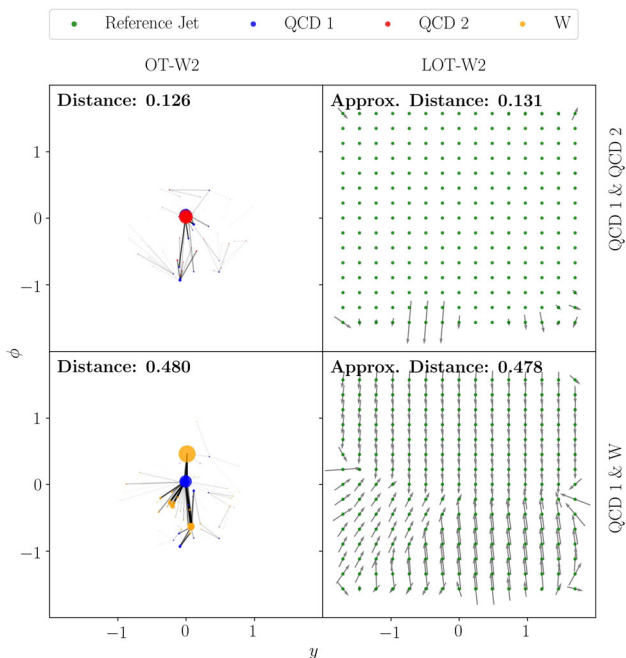 Reference Jet QCD 1 QCD 2 W
OT-W2 LOT-W2
Distance: 0.126 Approx. Distance: 0.131
QCD 1 & QCD 2
1
0
−1
ϕ
Distance: 0.480 Approx. Distance: 0.478
QCD 1 & W
1
0
−1
−1 0 1 −1 0 1
y